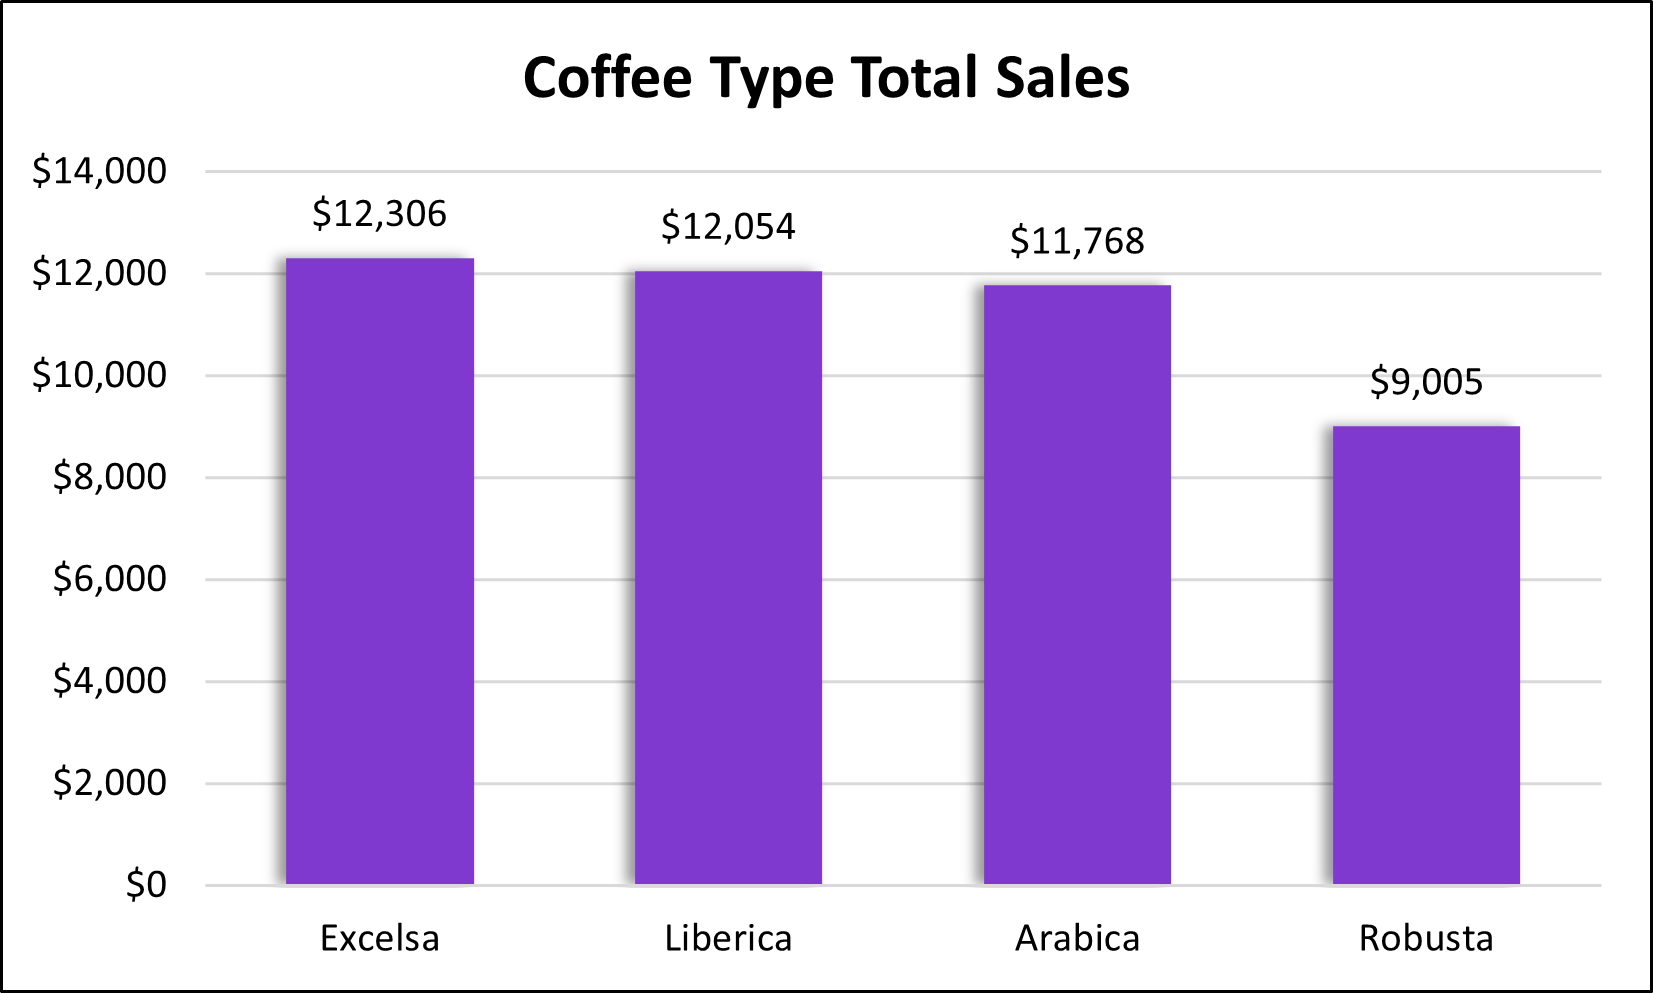 Coffee Type Total Sales
$14,000
$12,000
$10,000
$8,000
$6,000
$4,000
$2,000
$0
$12,306
$12,054
$11,768
$9,005
Excelsa
Liberica
Arabica
Robusta